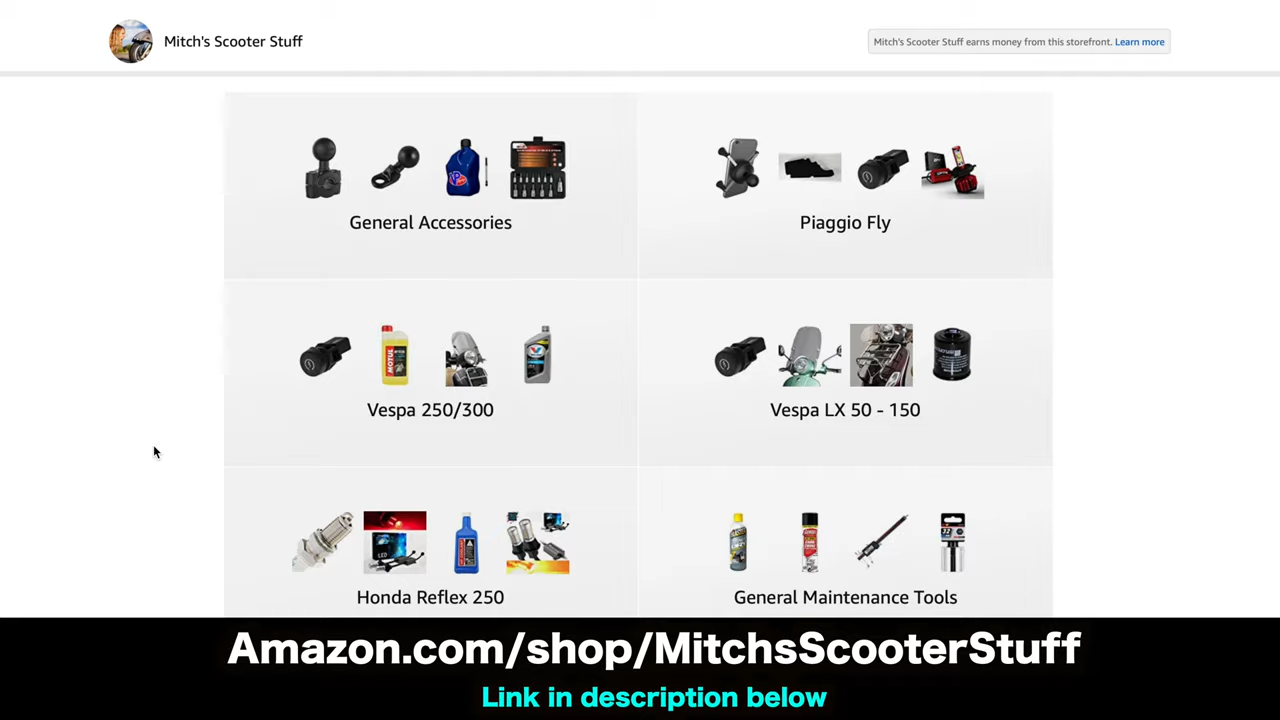 Mitch's Scooter Stuff
Mitch's Scooter Stuff earns money from this storefront. Learn more
General Accessories
Piaggio Fly
Vespa 250/300
Vespa LX 50 - 150
Honda Reflex 250
General Maintenance Tools
Amazon.com/shop/MitchsScooterStuff
Link in description below